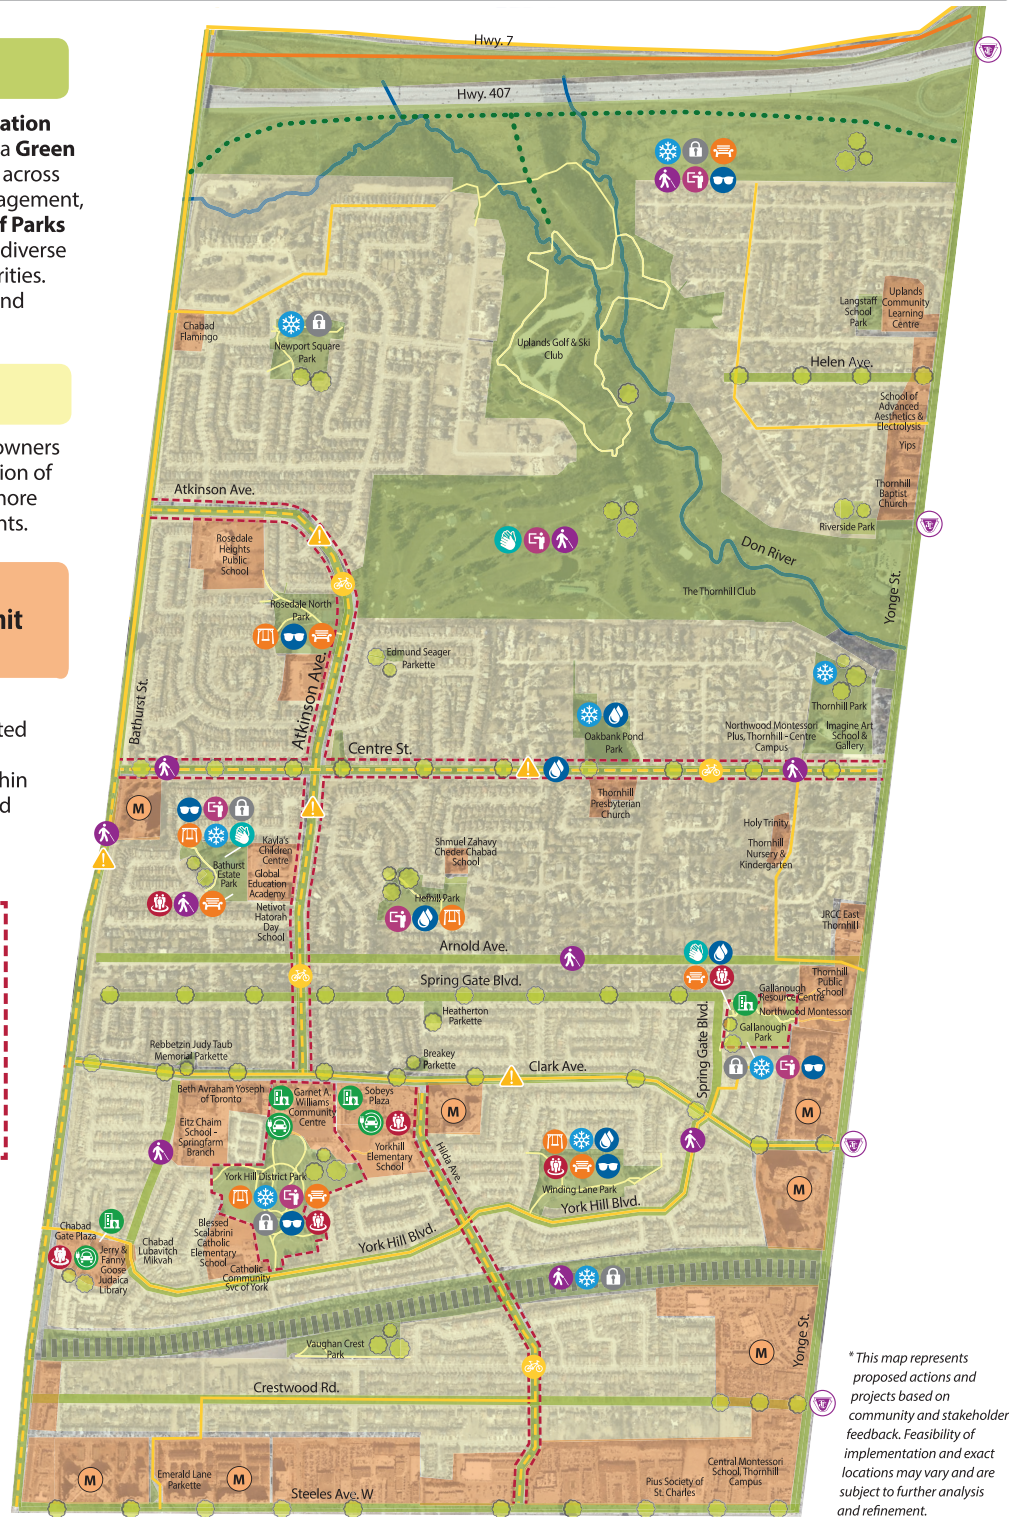 ation
a Green
across
agement,
f Parks
diverse
rities.
nd
owners
ion of
more
nts.
nit
ted
hin
d
Hwy. 7
Hwy. 407
Chabad
Flamingo
Newport Square
Park
Uplands Golf & Ski
Club
Langstaff
School
Park
Uplands
Community
Learning
Centre
Helen Ave.
School of
Advanced
Aesthetics &
Electrolysis
Yips
Thornhill
Baptist
Church
Riverside Park
Atkinson Ave.
Rosedale
Heights
Public
School
Don River
The Thornhill Club
Yonge St.
Rosedale North
Park
Edmund Seager
Parkette
Atkinson Ave.
Bathurst St.
Thornhill Park
Oakbank Pond
Park
Northwood Montessori
Plus, Thornhill - Centre
Campus
Imagine Art
School &
Gallery
Centre St.
M
Thornhill
Presbyterian
Church
Holy Trinity
Thornhill
Nursery &
Kindergarten
Kayla's
Children
Centre
Bathurst
Estate
Park
Global
Education
Academy
Netivot
Hatorah
Day
School
Shmuel Zahavy
Cheder Chabad
School
Hefhill Park
JRCC East
Thornhill
Arnold Ave.
Spring Gate Blvd.
Thornhill
Public
School
Gallanough
Resource Centre
Northwood Montessori
Gallanough
Park
Heatherton
Parkette
Spring Gate Blvd.
Rebbetzin Judy Taub
Memorial Parkette
Breakey
Parkette
Clark Ave.
Beth Avraham Yoseph
of Toronto
Garnet A.
Williams
Community
Centre
Sobeys
Plaza
M
M
Eitz Chaim
School -
Springfarm
Branch
Yorkhill
Elementary
School
Hilda Ave.
York Hill District Park
Winding Lane Park
M
York Hill Blvd.
Chabad
Gate Plaza
Blessed
Scalabrini
Catholic
Elementary
School
York Hill Blvd.
Jerry &
Fanny
Goose
Judaica
Library
Chabad
Lubavitch
Mikvah
Catholic
Community
Svc of York
Vaughan Crest
Park
M
Yonge St.
Crestwood Rd.
M
Emerald Lane
Parkette
M
Central Montessori
School, Thornhill
Campus
Pius Society of
St. Charles
Steeles Ave. W
* This map represents
proposed actions and
projects based on
community and stakeholder
feedback. Feasibility of
implementation and exact
locations may vary and are
subject to further analysis
and refinement.